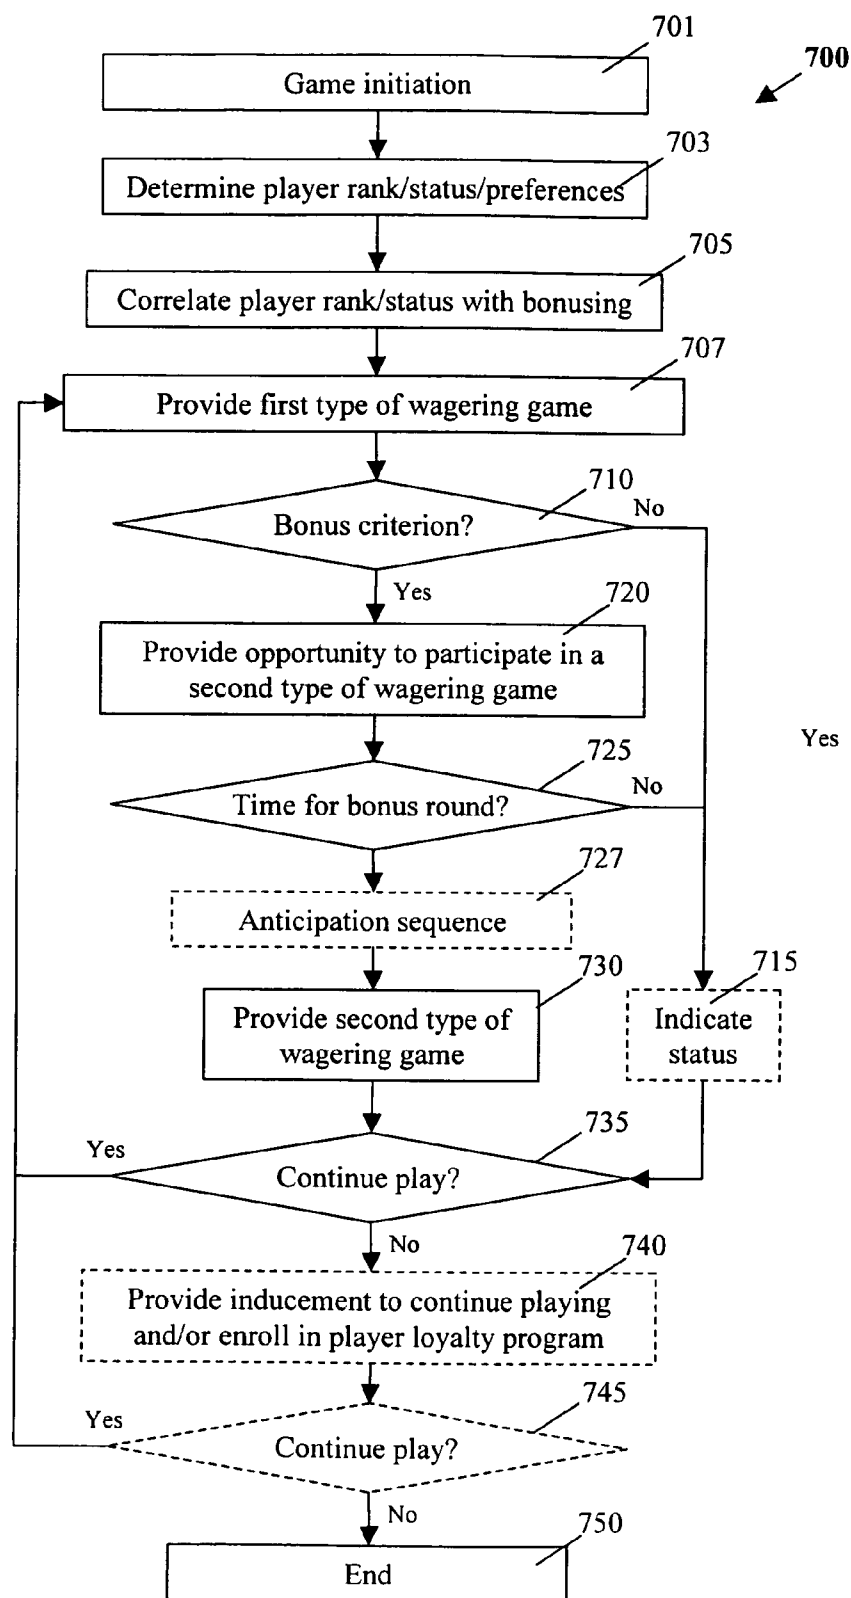 701
700
Game initiation
703
Determine player rank/status/preferences
705
Correlate player rank/status with bonusing
707
Provide first type of wagering game
710
No
Bonus criterion?
Yes
720
Provide opportunity to participate in a
second type of wagering game
Yes
725
No
Time for bonus round?
727
Anticipation sequence
730
715
Provide second type of
wagering game
Indicate
status
735
Yes
Continue play?
No
740
Provide inducement to continue playing
and/or enroll in player loyalty program
745
Yes
Continue play?
No
750
End